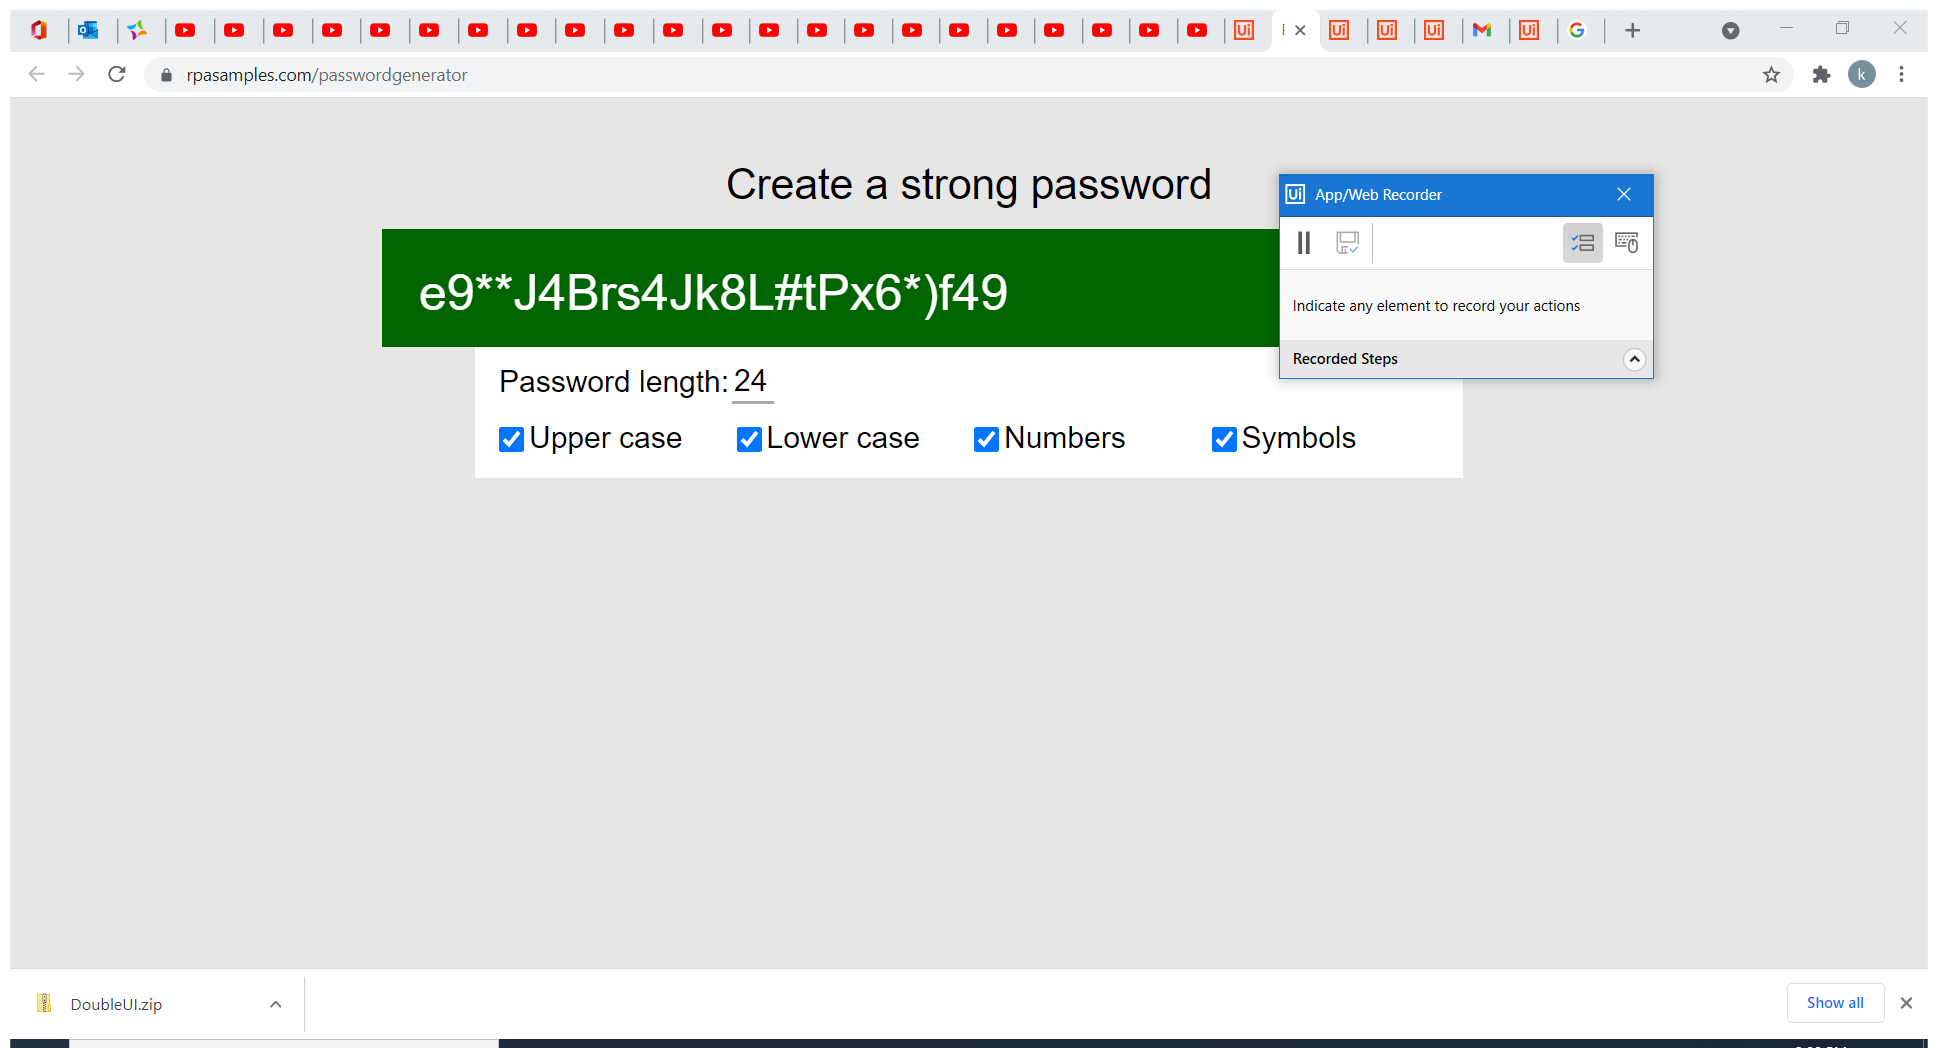 rpasamples.com/passwordgenerator
k
Create a strong password
e9**J4Brs4Jk8L#tPx6*)f49
Password length: 24
Upper case Lower case Numbers Symbols
Ui App/Web Recorder
Indicate any element to record your actions
Recorded Steps
DoubleUI.zip
Show all